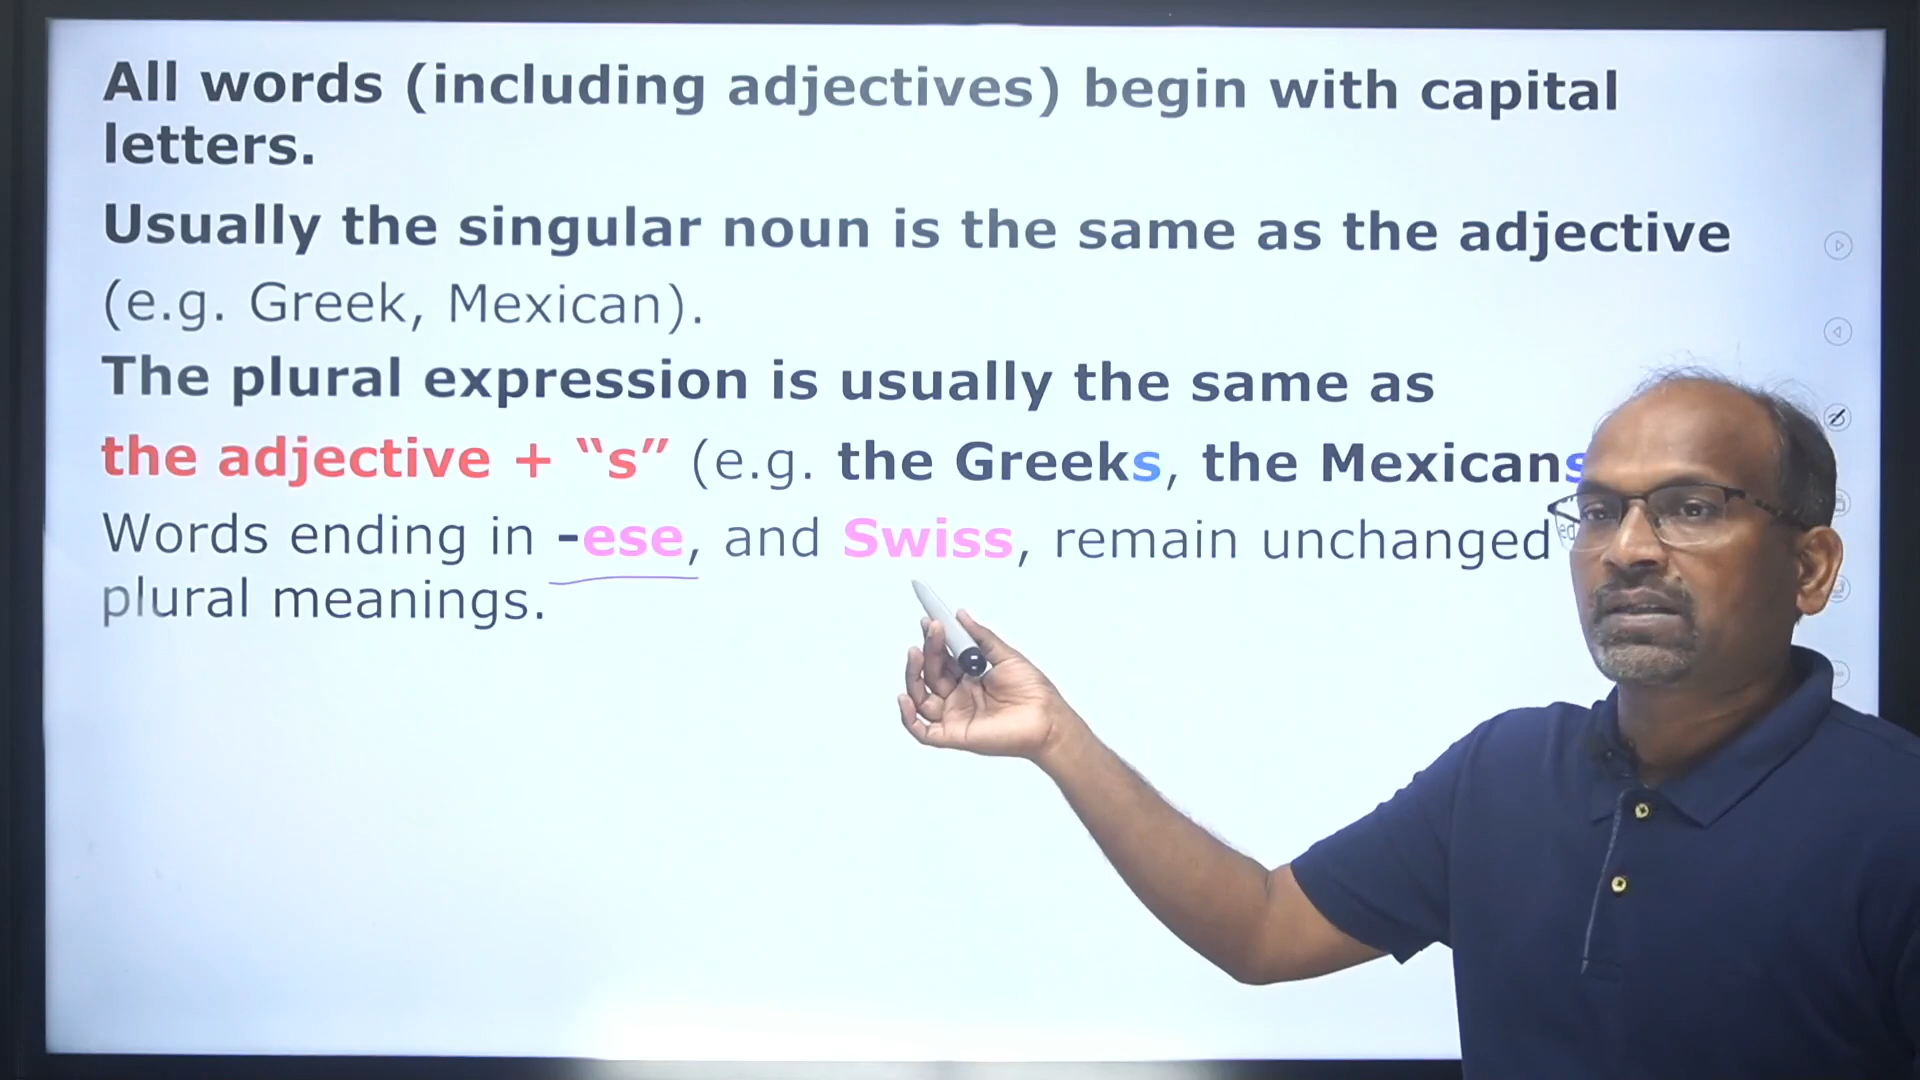 All words (including adjectives) begin with capital
letters.
Usually the singular noun is the same as the adjective
(e.g. Greek, Mexican).
The plural expression is usually the same as
the adjective + “s” (e.g. the Greeks, the Mexicans
Words ending in -ese, and Swiss, remain unchanged
plural meanings.